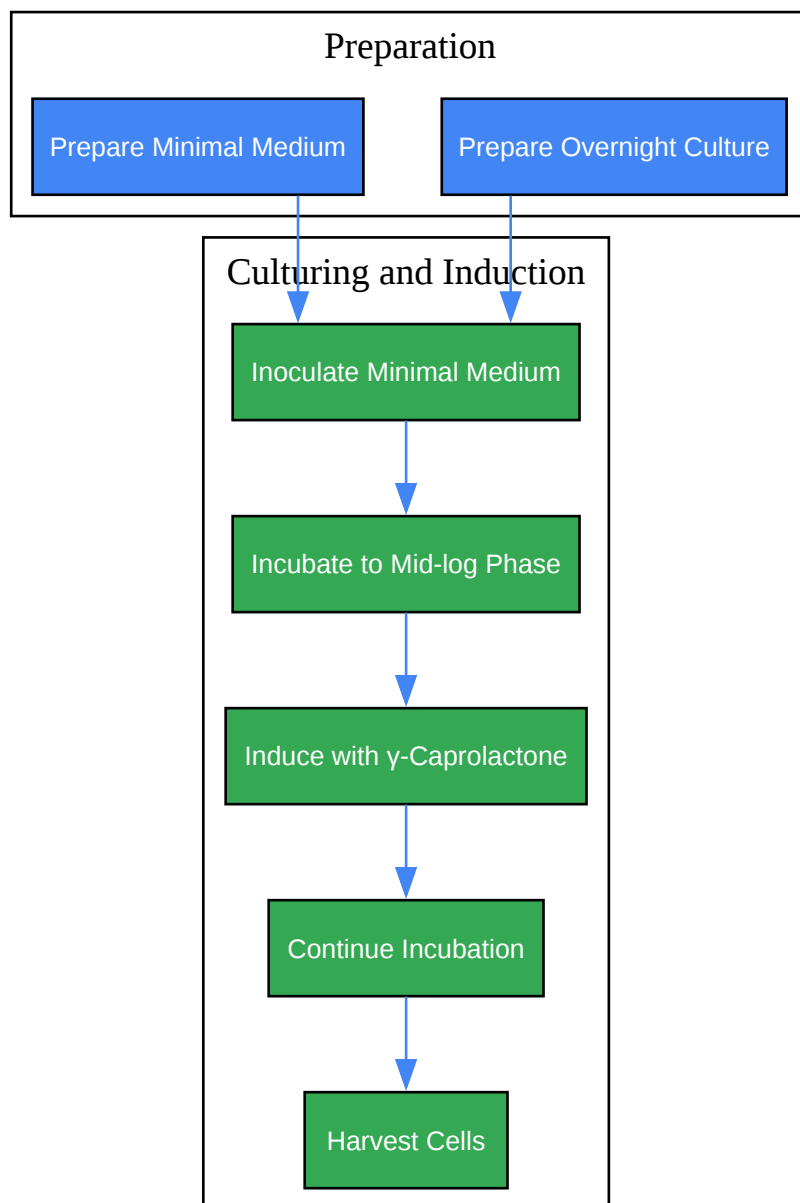 Preparation
Prepare Minimal Medium
Prepare Overnight Culture
Culturing and Induction
Inoculate Minimal Medium
Incubate to Mid-log Phase
Induce with γ-Caprolactone
Continue Incubation
Harvest Cells